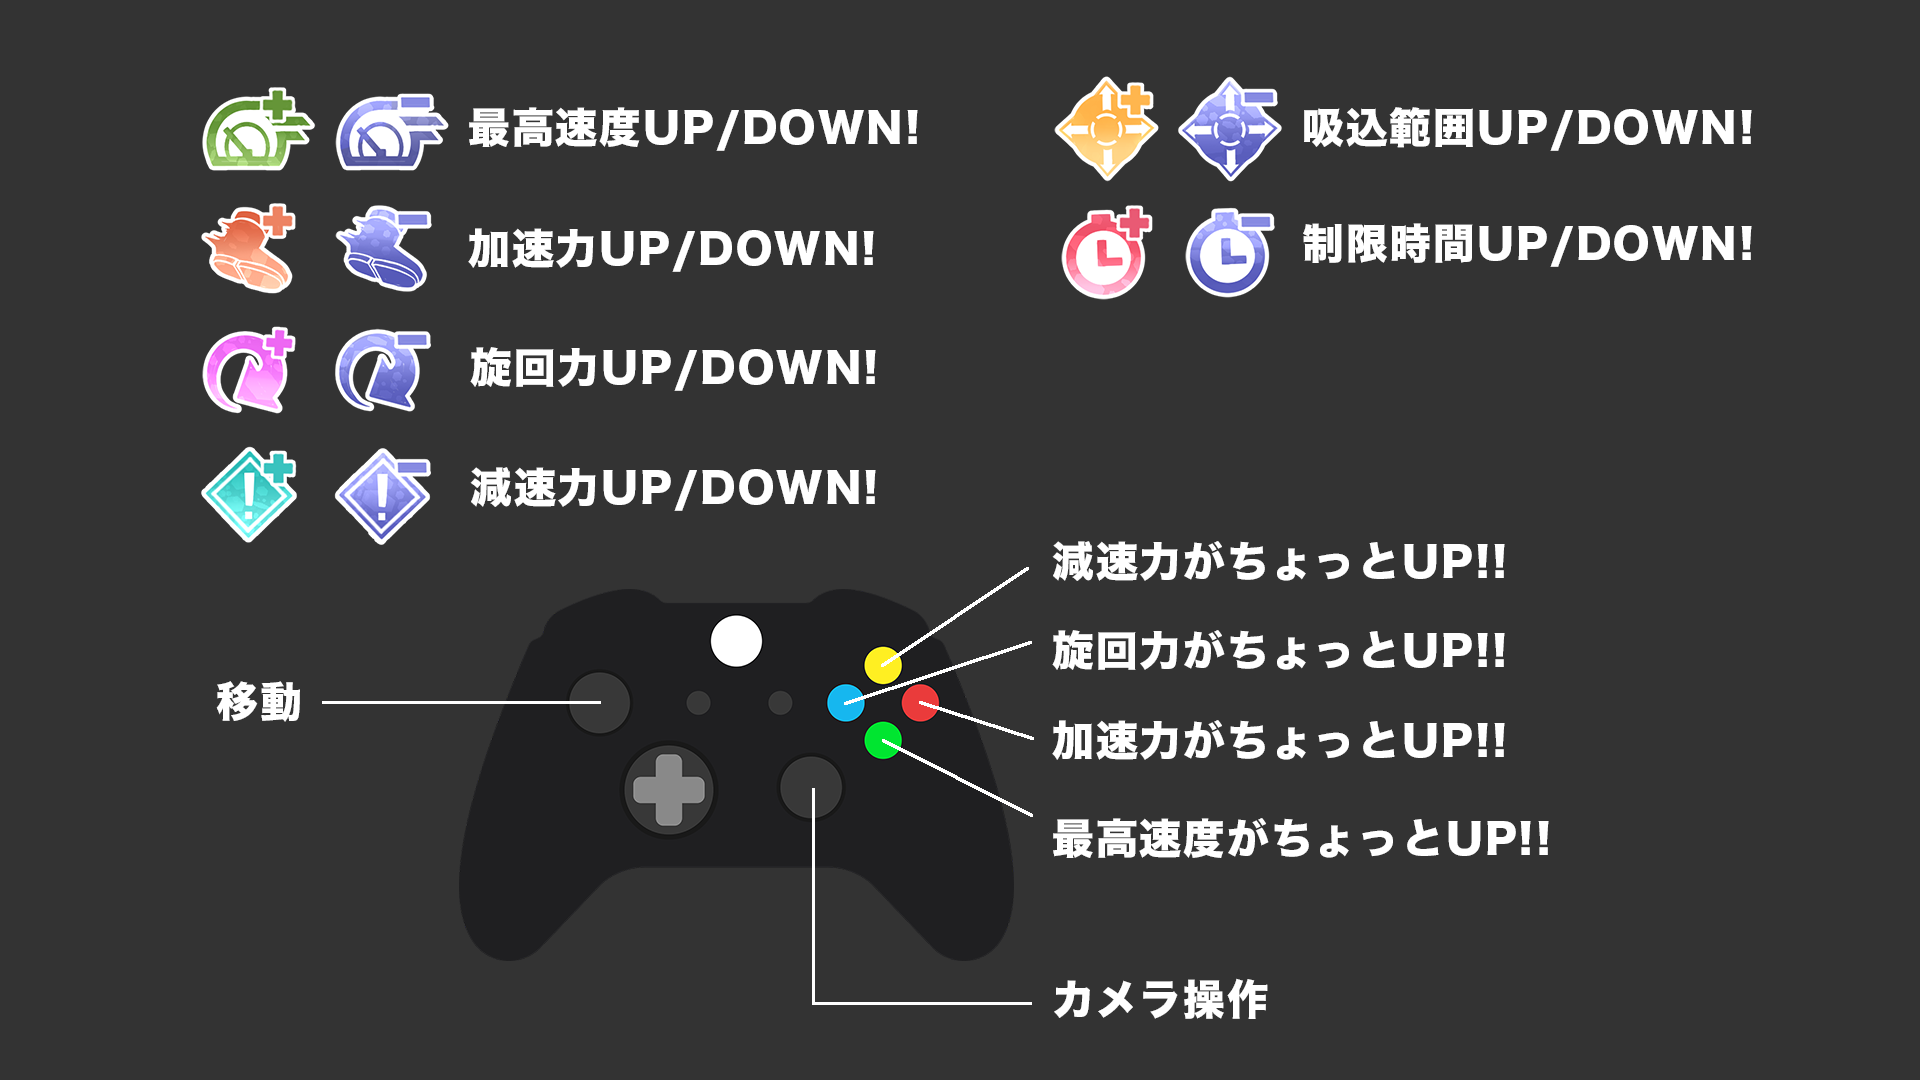 最高速度UP/DOWN!
加速力UP/DOWN!
旋回力UP/DOWN!
減速力UP/DOWN!
吸込範囲UP/DOWN!
制限時間UP/DOWN!
移動
減速力がちょっとUP!!
旋回力がちょっとUP!!
加速力がちょっとUP!!
最高速度がちょっとUP!!
カメラ操作